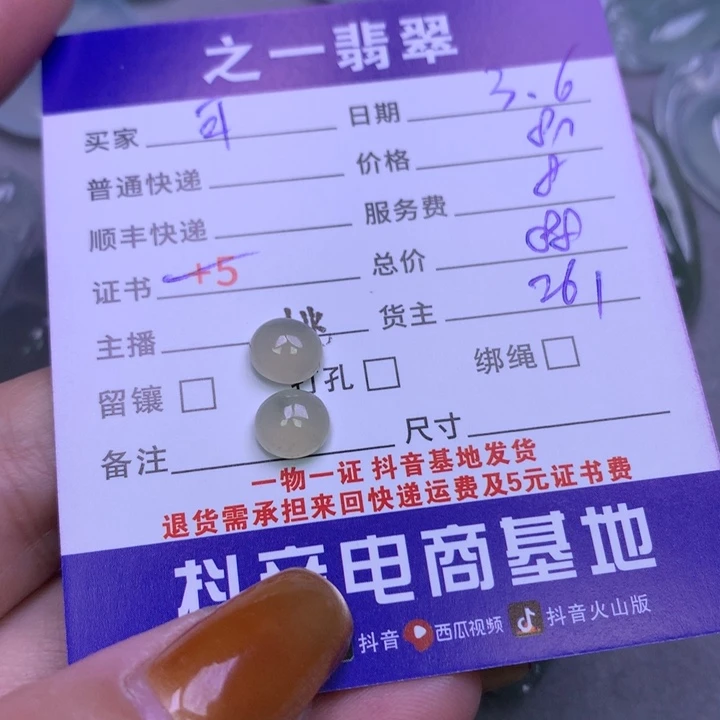 之一翡翠
买家 日期 3.6
普通快递 价格 80
顺丰快递 服务费 8
证书 +5 总价 88
主播 货主 261
留镶 孔 绑绳
备注 尺寸
一物一证 抖音基地发货
退货需承担来回快递运费及5元证书费
抖音电商基地
抖音 西瓜视频 抖音火山版